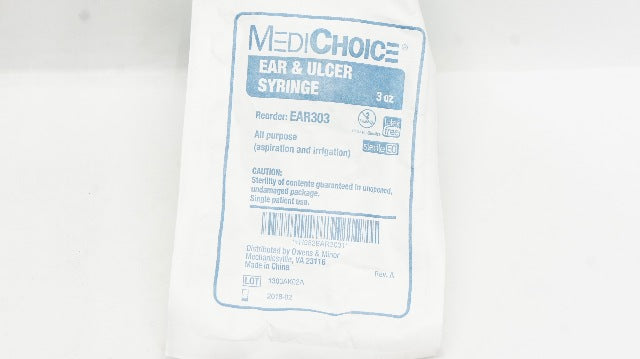 MEDICHOICE®
EAR & ULCER
SYRINGE
3 oz
Reorder: EAR303
latex
free
All purpose
(aspiration and irrigation)
Sterile EO
CAUTION:
Sterility of contents guaranteed in unopened,
undamaged package.
Single patient use.
Distributed by Owens & Minor
Mechanicsville, VA 23116
Made in China
Rev. A
LOT 1303AK02A
2018-02